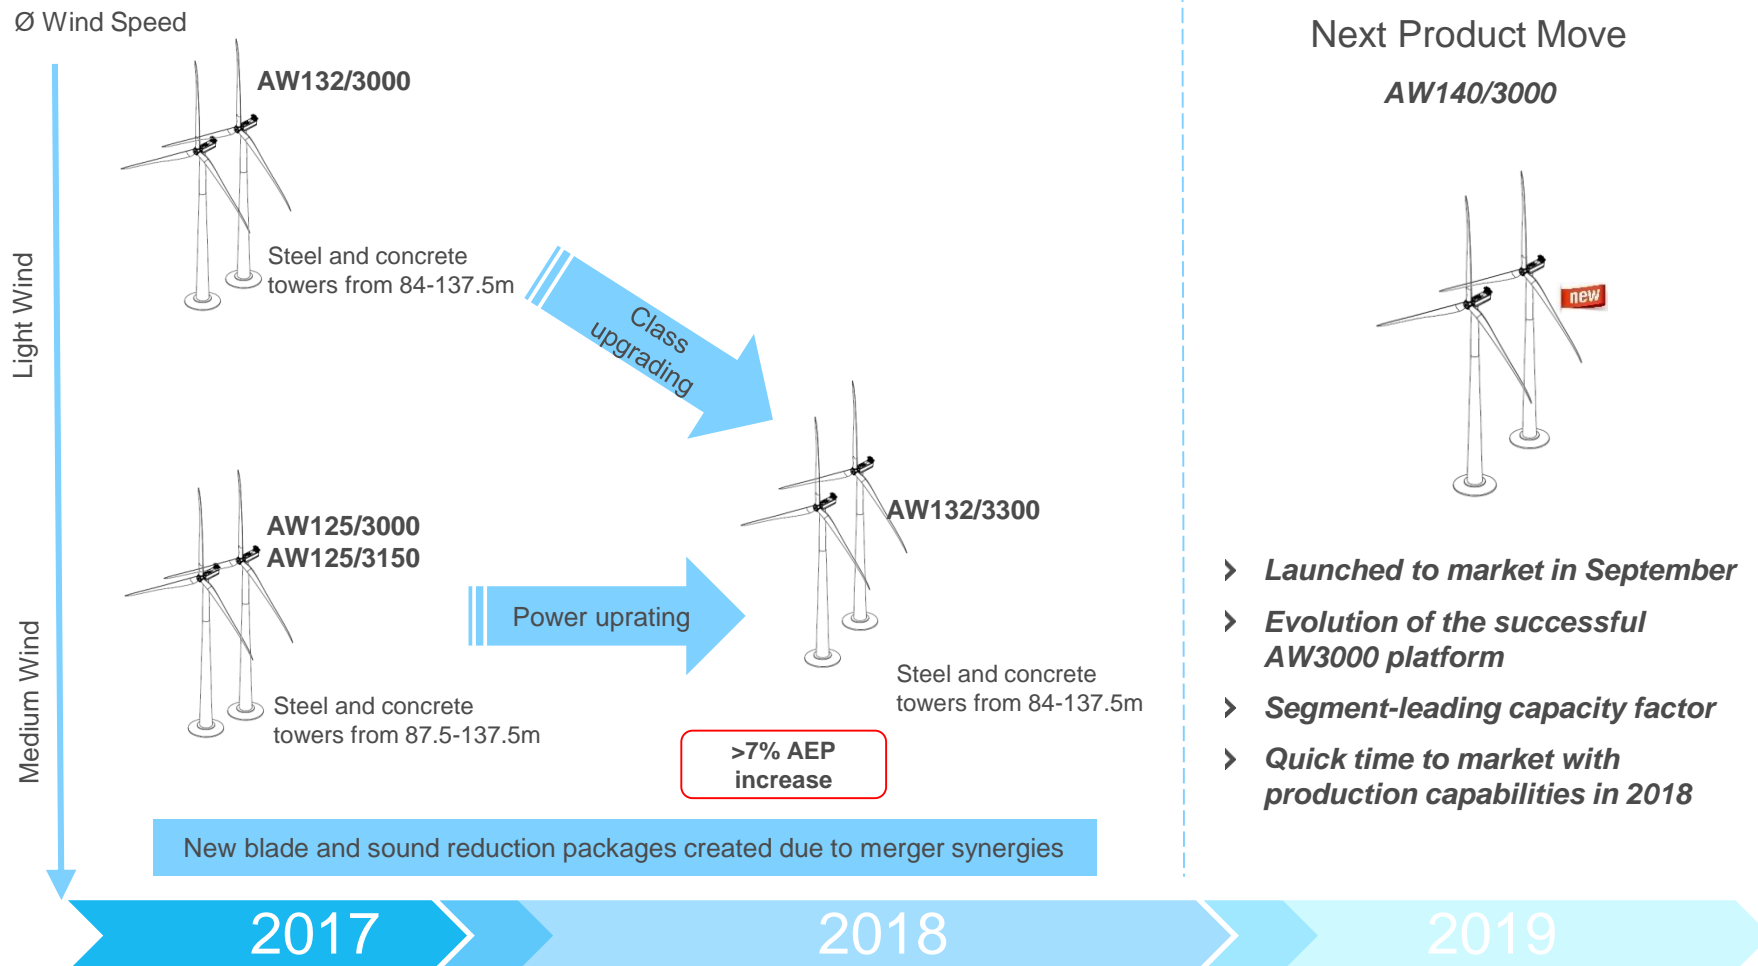 Ø Wind Speed
Light Wind
Medium Wind
AW132/3000
Steel and concrete
towers from 84-137.5m
Class
upgrading
AW125/3000
AW125/3150
Steel and concrete
towers from 87.5-137.5m
Power uprating
AW132/3300
Steel and concrete
towers from 84-137.5m
>7% AEP
increase
New blade and sound reduction packages created due to merger synergies
Next Product Move
AW140/3000
new
Launched to market in September
Evolution of the successful
AW3000 platform
Segment-leading capacity factor
Quick time to market with
production capabilities in 2018
2017
2018
2019